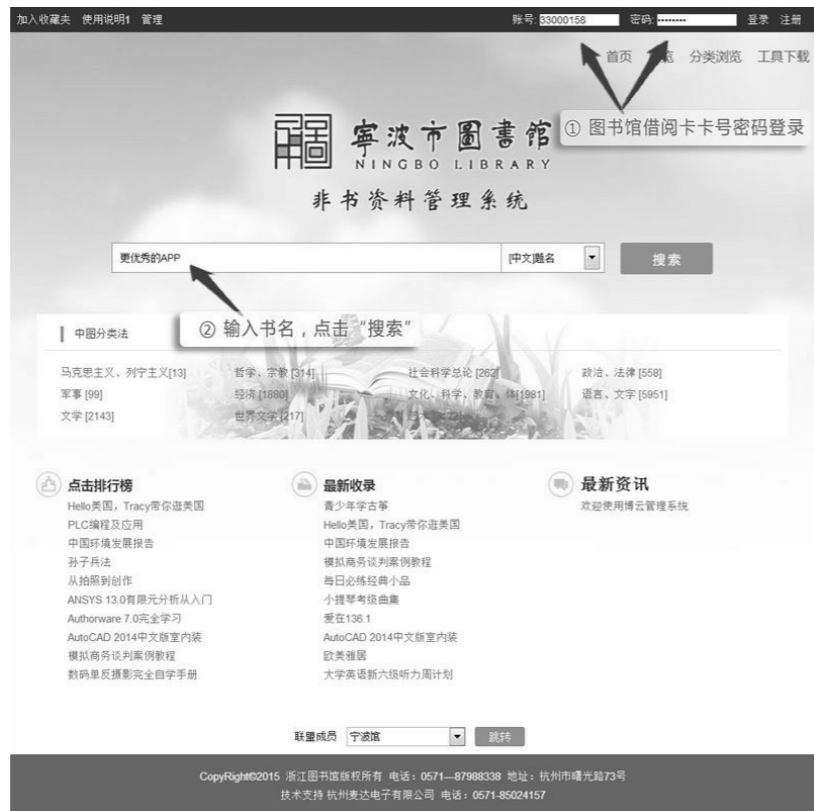 加入收藏夹 使用说明1 管理 账号: 33000158 密码: 登录 注册
首页 分类浏览 工具下载
① 图书馆借阅卡卡号密码登录
寧波市圖書館
NINGBO LIBRARY
非书资料管理系统
更优秀的APP [中文]题名 搜索
② 输入书名，点击“搜索”
中图分类法
马克思主义、列宁主义[13] 哲学、宗教[314] 社会科学总论[262] 政治、法律[558]
军事[99] 经济[1880] 文化、科学、教育、体[1981] 语言、文字[5951]
文学[2143] 世界文学[217]
点击排行榜 最新收录 最新资讯
Hello美国，Tracy带你逛美国 青少年学古筝 欢迎使用博云管理系统
PLC编程及应用 Hello美国，Tracy带你逛美国
中国环境发展报告 中国环境发展报告
孙子兵法 模拟商务谈判案例教程
从拍照到创作 每日必练经典小品
ANSYS 13.0有限元分析从入门 小提琴考级曲集
Authorware 7.0完全学习 爱在136.1
AutoCAD 2014中文版室内装 AutoCAD 2014中文版室内装
模拟商务谈判案例教程 欧美雅居
数码单反摄影完全自学手册 大学英语新六级听力周计划
联盟成员 宁波馆 跳转
CopyRight©2015 浙江图书馆版权所有 电话：0571—87988338 地址：杭州市曙光路73号
技术支持 杭州麦达电子有限公司 电话：0571-85024157